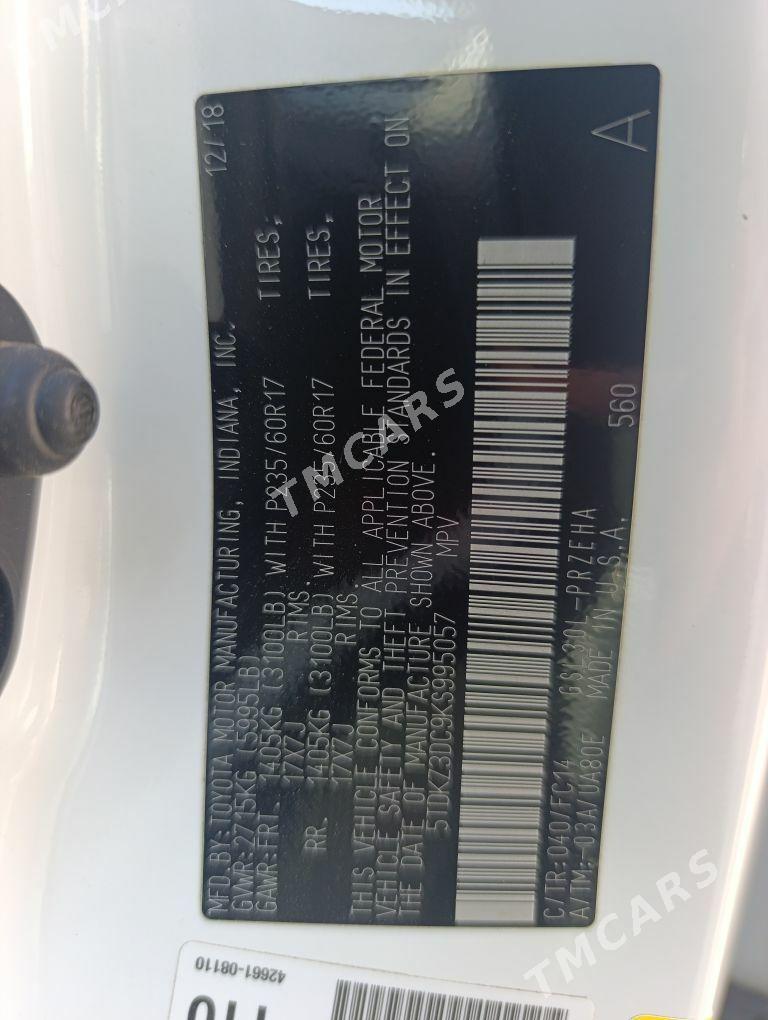 MFD BY:TOYOTA MOTOR MANUFACTURING, INDIANA, INC. 12/18
GVWR:2715KG (5995LB)
GAWR:FRT. 1405KG (3100LB) WITH P235/60R17 TIRES,
17X7J RIMS.
RR. 1405KG (3100LB) WITH P235/60R17 TIRES,
17X7J RIMS.
THIS VEHICLE CONFORMS TO ALL APPLICABLE FEDERAL MOTOR
VEHICLE SAFETY AND THEFT PREVENTION STANDARDS IN EFFECT ON
THE DATE OF MANUFACTURE SHOWN ABOVE.
5TDKZ3DC9KS995057 MPV
C/TR:040/FC14 GSL30L-PRZEHA 560 A
A/TM:-03A/UA80E MADE IN U.S.A.
42661-08110
TMCARS
TMCARS
TMCARS